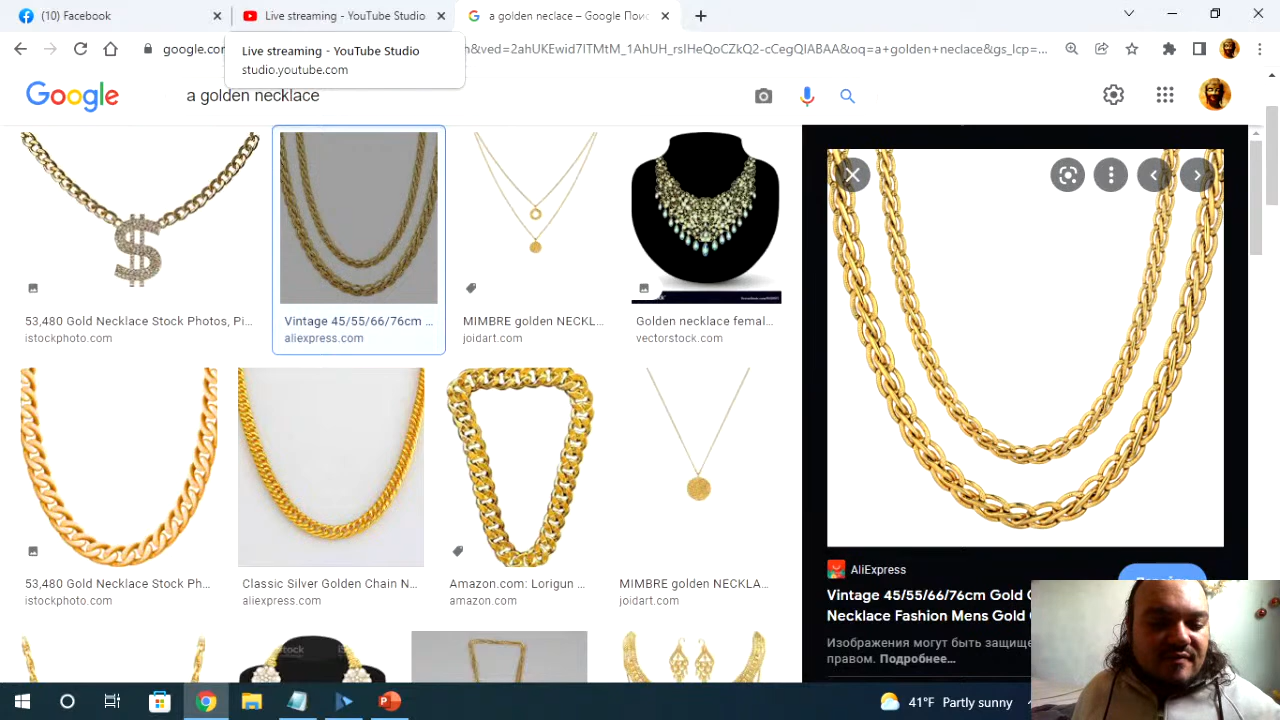 (10) Facebook
Live streaming - YouTube Studio
a golden neclace – Google Поис
google.com
Live streaming - YouTube Studio
studio.youtube.com
Google
a golden necklace
53,480 Gold Necklace Stock Photos, Pi...
istockphoto.com
Vintage 45/55/66/76cm ...
aliexpress.com
MIMBRE golden NECKL...
joidart.com
Golden necklace femal...
vectorstock.com
53,480 Gold Necklace Stock Ph...
istockphoto.com
Classic Silver Golden Chain N...
aliexpress.com
Amazon.com: Lorigun ...
amazon.com
MIMBRE golden NECKLA...
joidart.com
AliExpress
Vintage 45/55/66/76cm Gold
Necklace Fashion Mens Gold
Изображения могут быть защище
правом. Подробнее...
41°F Partly sunny